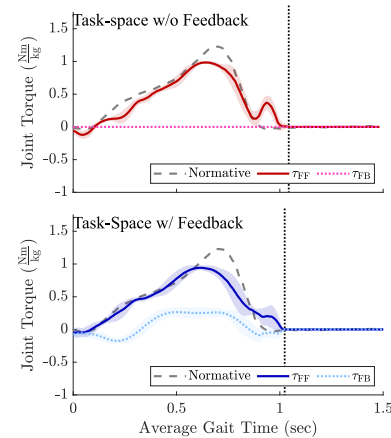 Task-space w/o Feedback
1.5
1
0.5
0
-0.5
-1
Joint Torque (Nm/kg)
Normative τFF τFB
Task-Space w/ Feedback
1.5
1
0.5
0
-0.5
-1
Joint Torque (Nm/kg)
Normative τFF τFB
0 0.5 1 1.5
Average Gait Time (sec)